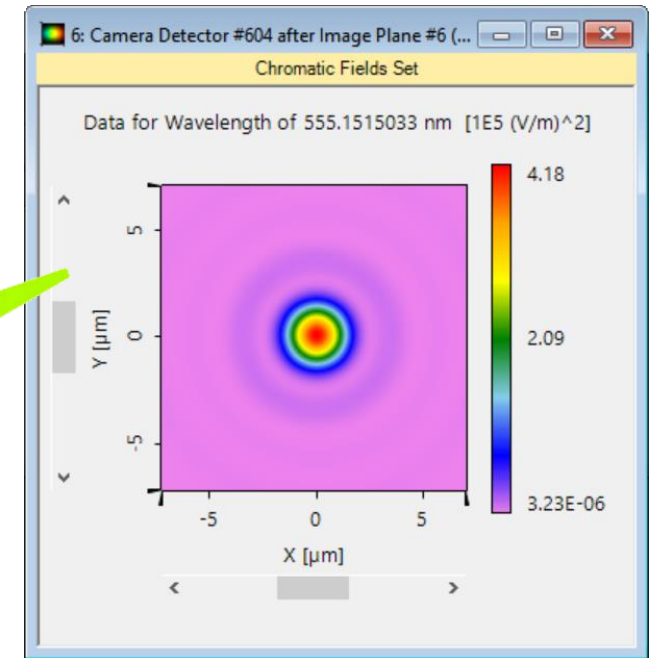 6: Camera Detector #604 after Image Plane #6 (...
Chromatic Fields Set
Data for Wavelength of 555.1515033 nm  [1E5 (V/m)^2]
4.18
2.09
3.23E-06
Y [µm]
5
0
-5
-5
0
5
X [µm]